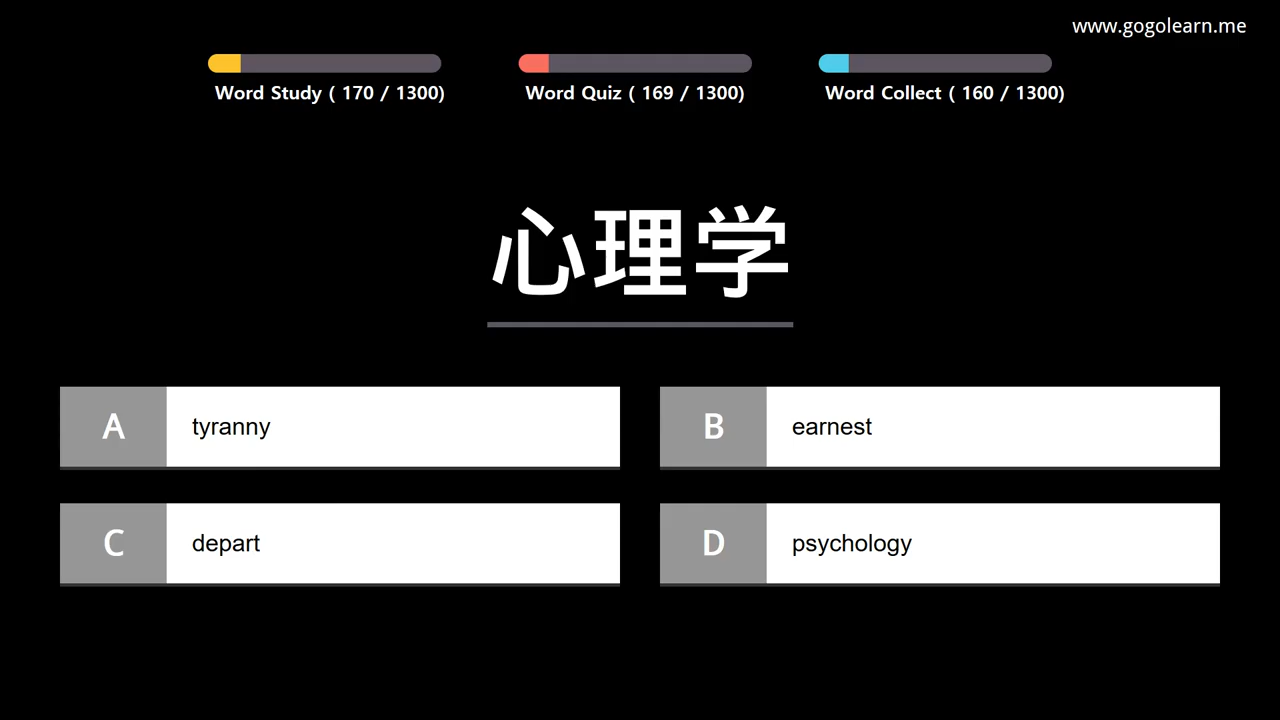 www.gogolearn.me
Word Study ( 170 / 1300)
Word Quiz ( 169 / 1300)
Word Collect ( 160 / 1300)
心理学
A tyranny
B earnest
C depart
D psychology